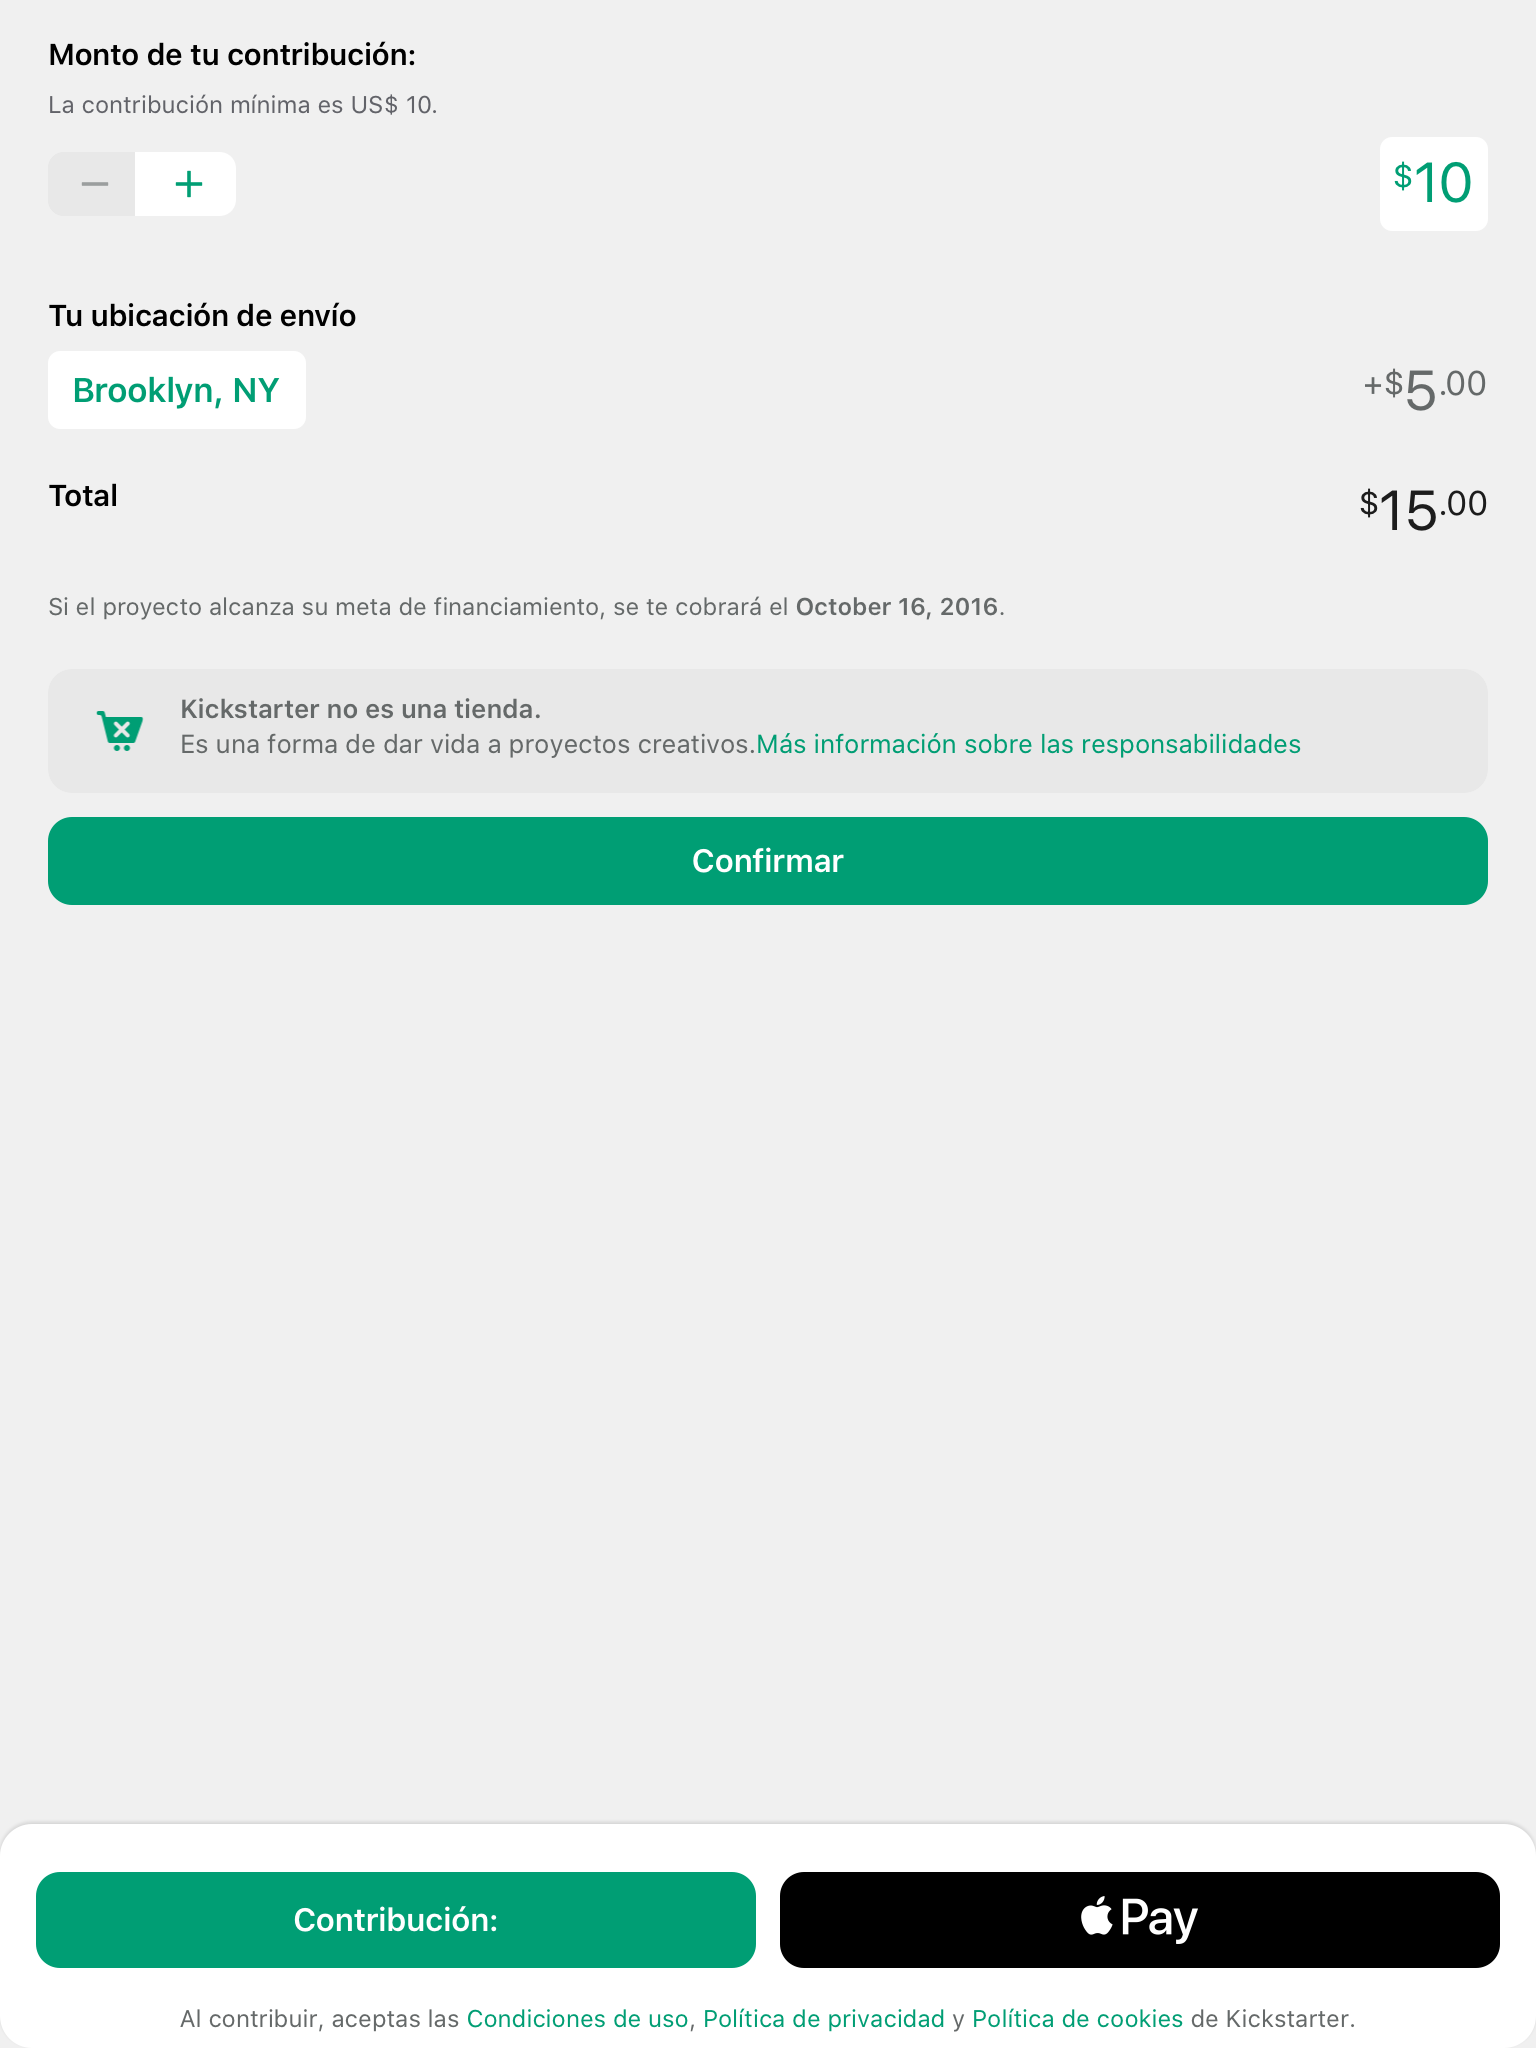 Monto de tu contribución:
La contribución mínima es US$ 10.
$10
Tu ubicación de envío
Brooklyn, NY
+$5.00
Total
$15.00
Si el proyecto alcanza su meta de financiamiento, se te cobrará el October 16, 2016.
Kickstarter no es una tienda.
Es una forma de dar vida a proyectos creativos.Más información sobre las responsabilidades
Confirmar
Contribución:
Pay
Al contribuir, aceptas las Condiciones de uso, Política de privacidad y Política de cookies de Kickstarter.